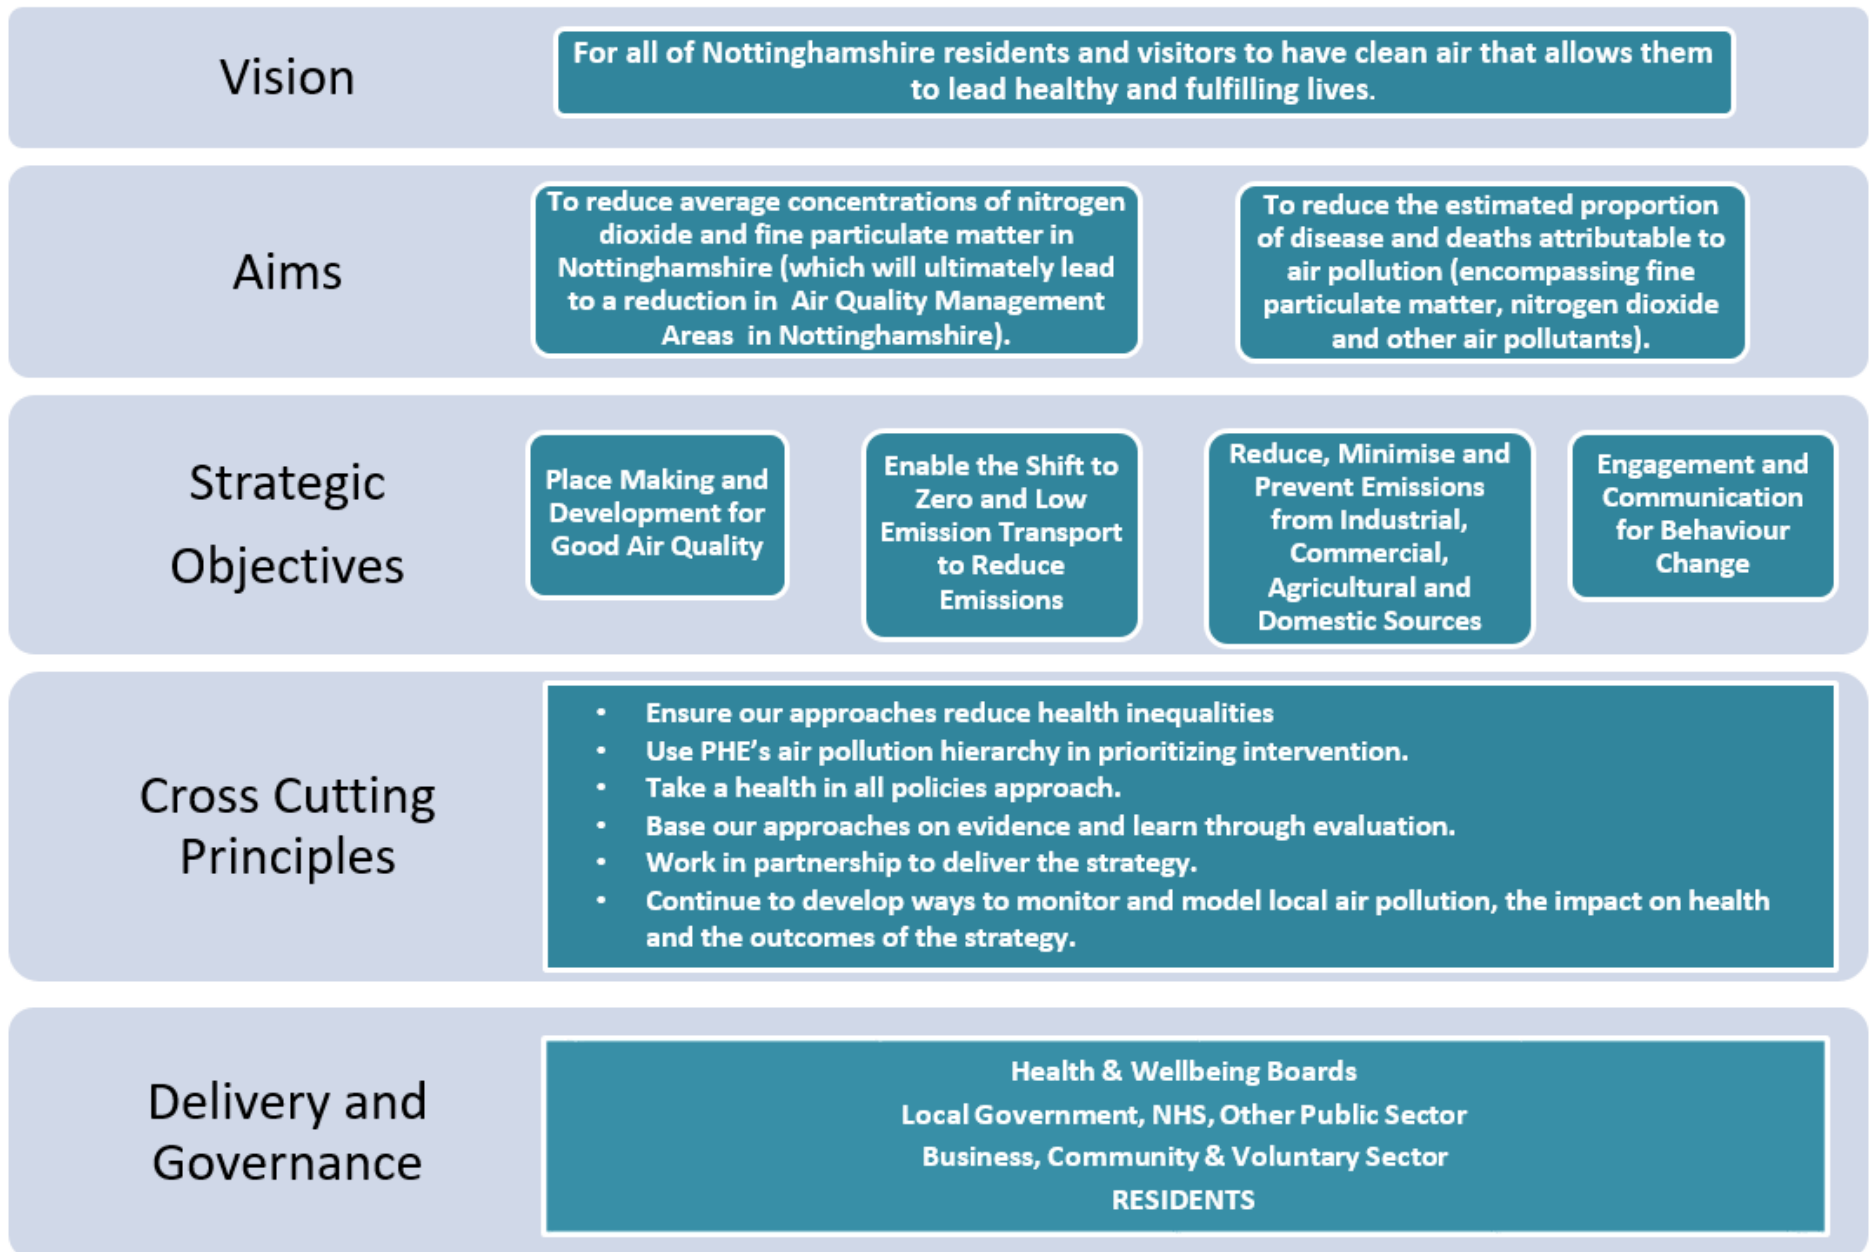 Vision
For all of Nottinghamshire residents and visitors to have clean air that allows them
to lead healthy and fulfilling lives.
Aims
To reduce average concentrations of nitrogen
dioxide and fine particulate matter in
Nottinghamshire (which will ultimately lead
to a reduction in  Air Quality Management
Areas  in Nottinghamshire).
To reduce the estimated proportion
of disease and deaths attributable to
air pollution (encompassing fine
particulate matter, nitrogen dioxide
and other air pollutants).
Strategic
Objectives
Place Making and
Development for
Good Air Quality
Enable the Shift to
Zero and Low
Emission Transport
to Reduce
Emissions
Reduce, Minimise and
Prevent Emissions
from Industrial,
Commercial,
Agricultural and
Domestic Sources
Engagement and
Communication
for Behaviour
Change
Cross Cutting
Principles
• Ensure our approaches reduce health inequalities
• Use PHE's air pollution hierarchy in prioritizing intervention.
• Take a health in all policies approach.
• Base our approaches on evidence and learn through evaluation.
• Work in partnership to deliver the strategy.
• Continue to develop ways to monitor and model local air pollution, the impact on health
and the outcomes of the strategy.
Delivery and
Governance
Health & Wellbeing Boards
Local Government, NHS, Other Public Sector
Business, Community & Voluntary Sector
RESIDENTS